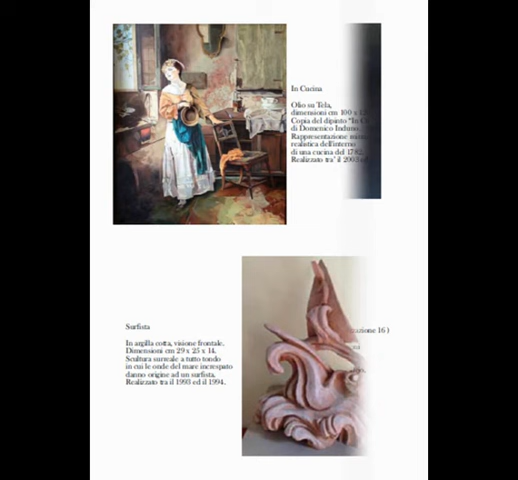 In Cucina
Olio su Tela,
dimensioni cm 100 x
Copia del dipinto "In
di Domenico Induno.
Rappresentazione
realistica dell'interno
di una cucina del
Realizzato tra' il 2003
Surfista
In argilla cotta, visione frontale.
Dimensioni cm 29 x 25 x 14.
Scultura surreale a tutto tondo
in cui le onde del mare increspato
danno origine ad un surfista.
Realizzato tra il 1993 ed il 1994.
16 )